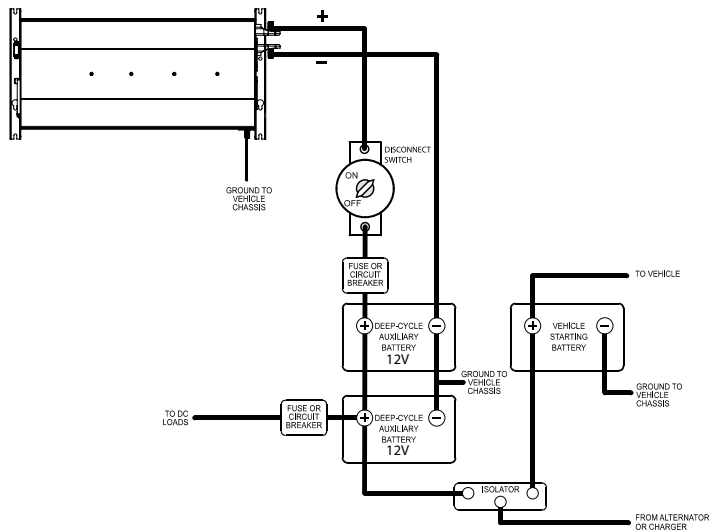 +
–
DISCONNECT
SWITCH
ON
OFF
GROUND TO
VEHICLE
CHASSIS
FUSE OR
CIRCUIT
BREAKER
TO VEHICLE
+
DEEP-CYCLE
AUXILIARY
BATTERY
12V
–
+
VEHICLE
STARTING
BATTERY
–
GROUND TO
VEHICLE
CHASSIS
GROUND TO
VEHICLE
CHASSIS
TO DC
LOADS
FUSE OR
CIRCUIT
BREAKER
+
DEEP-CYCLE
AUXILIARY
BATTERY
12V
–
ISOLATOR
FROM ALTERNATOR
OR CHARGER